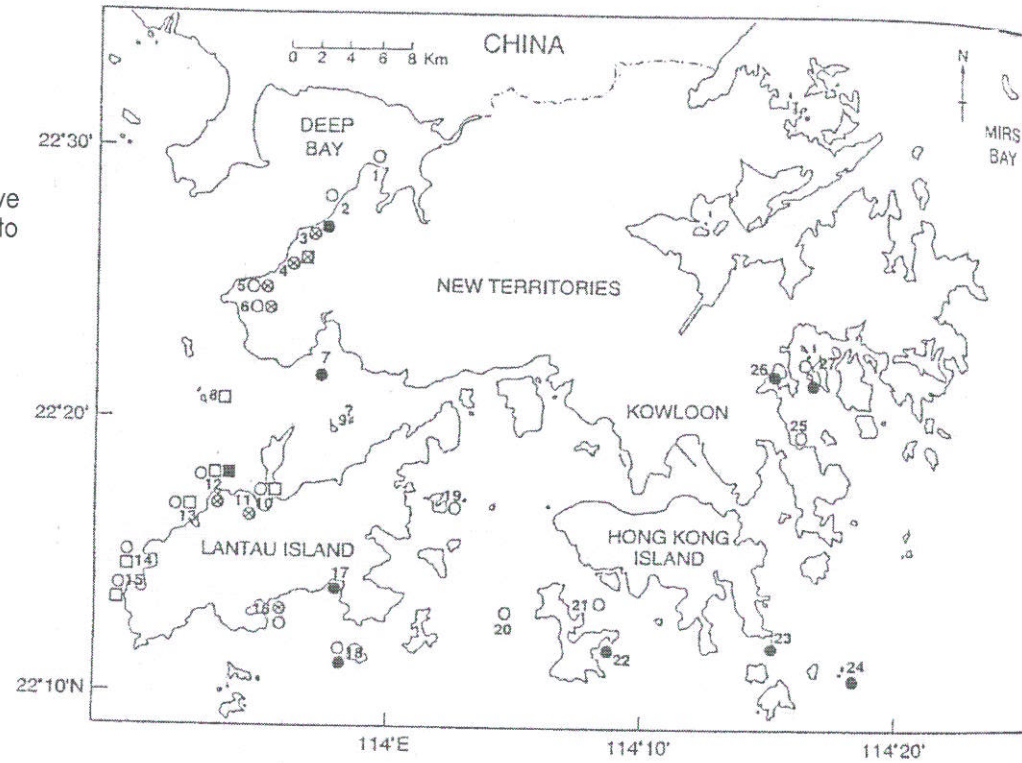 CHINA
0 2 4 6 8 Km
N
DEEP
BAY
MIRS
BAY
22°30'
ve
to
1
2
3
4
5
6
NEW TERRITORIES
7
8
9
22°20'
26
27
KOWLOON
25
12
11
10
13
19
14
15
LANTAU ISLAND
HONG KONG
ISLAND
17
16
18
20
21
22
23
24
22°10'N
114°E
114°10'
114°20'